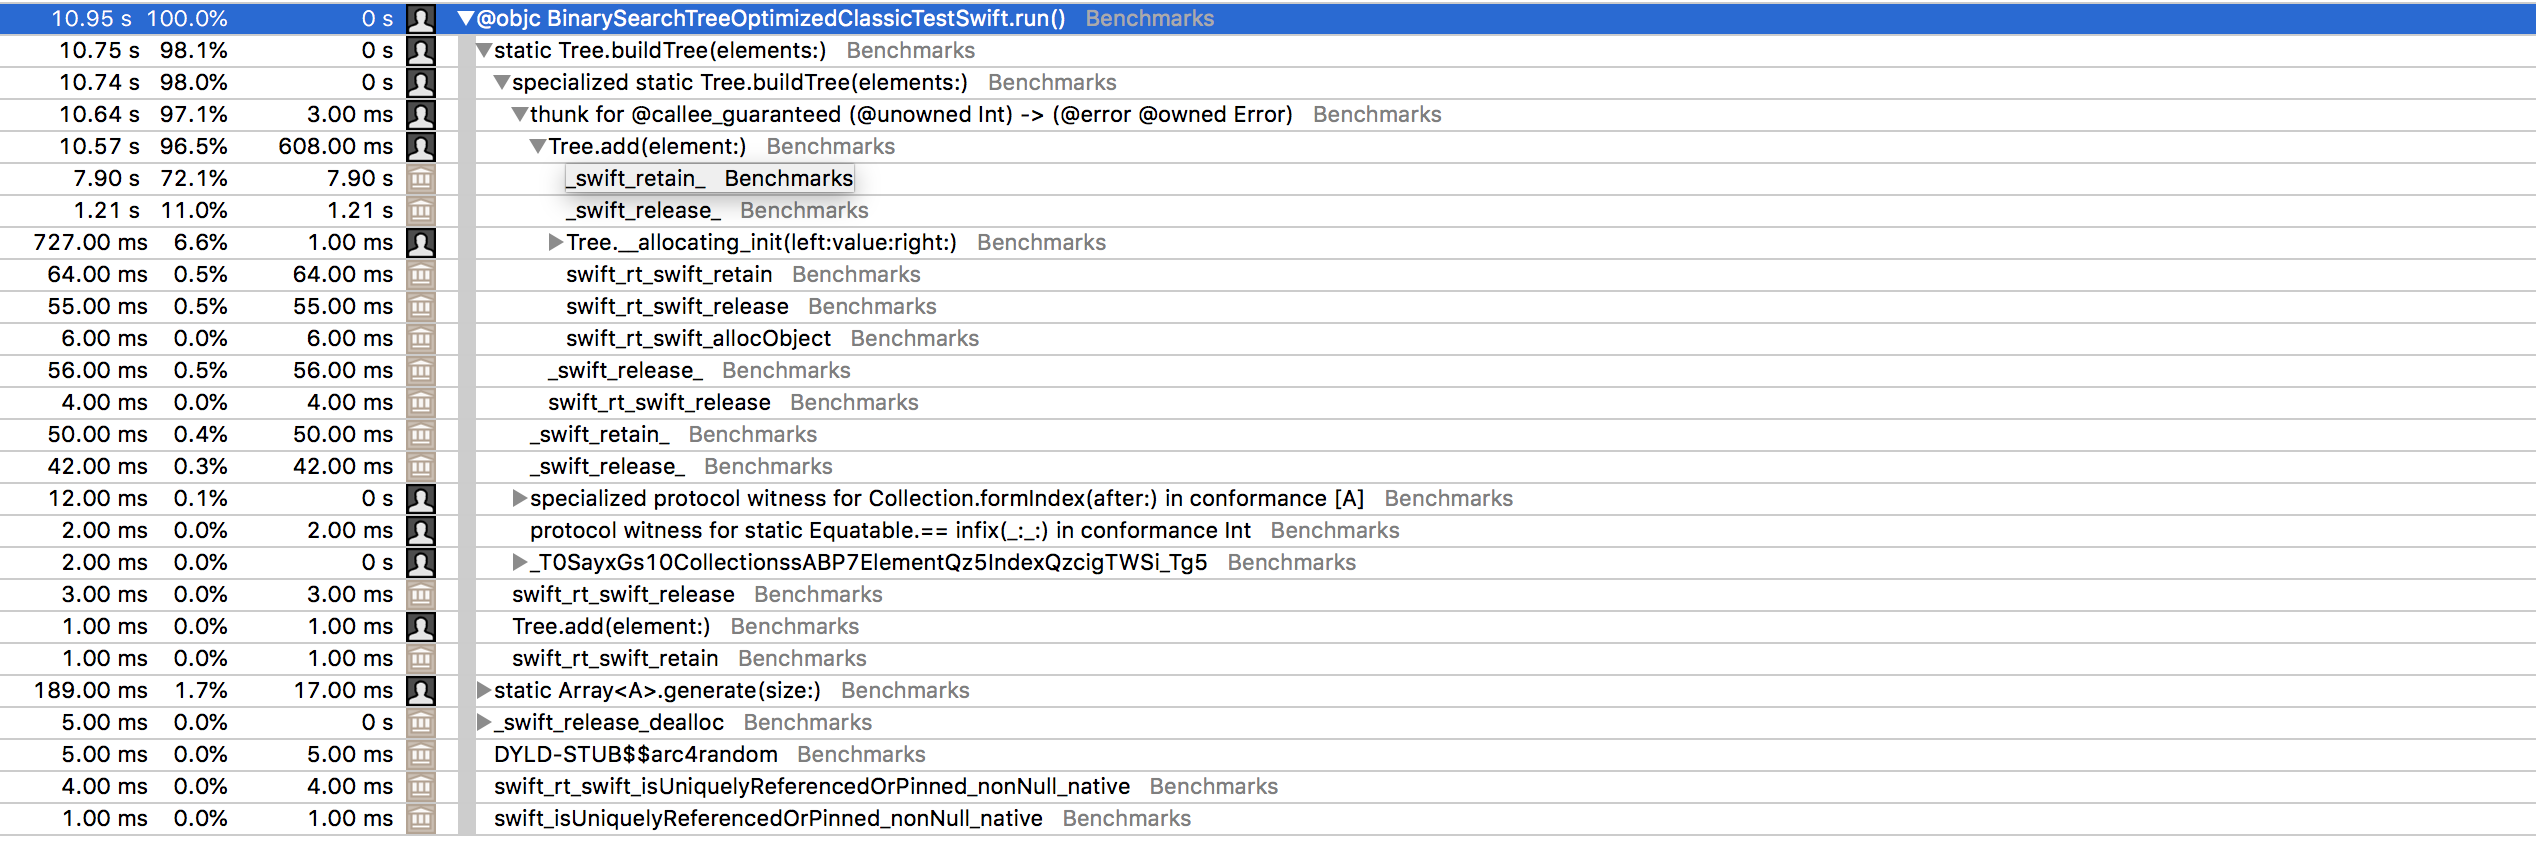 10.95 s 100.0% 0 s @objc BinarySearchTreeOptimizedClassicTestSwift.run() Benchmarks
10.75 s 98.1% 0 s static Tree.buildTree(elements:) Benchmarks
10.74 s 98.0% 0 s specialized static Tree.buildTree(elements:) Benchmarks
10.64 s 97.1% 3.00 ms thunk for @callee_guaranteed (@unowned Int) -> (@error @owned Error) Benchmarks
10.57 s 96.5% 608.00 ms Tree.add(element:) Benchmarks
7.90 s 72.1% 7.90 s _swift_retain_ Benchmarks
1.21 s 11.0% 1.21 s _swift_release_ Benchmarks
727.00 ms 6.6% 1.00 ms Tree.__allocating_init(left:value:right:) Benchmarks
64.00 ms 0.5% 64.00 ms swift_rt_swift_retain Benchmarks
55.00 ms 0.5% 55.00 ms swift_rt_swift_release Benchmarks
6.00 ms 0.0% 6.00 ms swift_rt_swift_allocObject Benchmarks
56.00 ms 0.5% 56.00 ms _swift_release_ Benchmarks
4.00 ms 0.0% 4.00 ms swift_rt_swift_release Benchmarks
50.00 ms 0.4% 50.00 ms _swift_retain_ Benchmarks
42.00 ms 0.3% 42.00 ms _swift_release_ Benchmarks
12.00 ms 0.1% 0 s specialized protocol witness for Collection.formIndex(after:) in conformance [A] Benchmarks
2.00 ms 0.0% 2.00 ms protocol witness for static Equatable.== infix(_:_:) in conformance Int Benchmarks
2.00 ms 0.0% 0 s _T0SayxGs10CollectionssABP7ElementQz5IndexQzcigTWSi_Tg5 Benchmarks
3.00 ms 0.0% 3.00 ms swift_rt_swift_release Benchmarks
1.00 ms 0.0% 1.00 ms Tree.add(element:) Benchmarks
1.00 ms 0.0% 1.00 ms swift_rt_swift_retain Benchmarks
189.00 ms 1.7% 17.00 ms static Array<A>.generate(size:) Benchmarks
5.00 ms 0.0% 0 s _swift_release_dealloc Benchmarks
5.00 ms 0.0% 5.00 ms DYLD-STUB$$arc4random Benchmarks
4.00 ms 0.0% 4.00 ms swift_rt_swift_isUniquelyReferencedOrPinned_nonNull_native Benchmarks
1.00 ms 0.0% 1.00 ms swift_isUniquelyReferencedOrPinned_nonNull_native Benchmarks